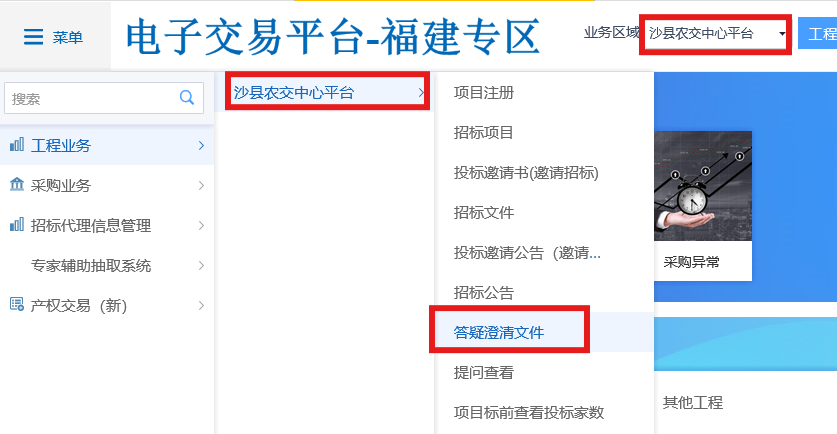 菜单
电子交易平台-福建专区
业务区域
沙县农交中心平台
工程
搜索
工程业务
采购业务
招标代理信息管理
专家辅助抽取系统
产权交易（新）
沙县农交中心平台
项目注册
招标项目
投标邀请书(邀请招标)
招标文件
投标邀请公告（邀请...
招标公告
答疑澄清文件
提问查看
项目标前查看投标家数
采购异常
其他工程